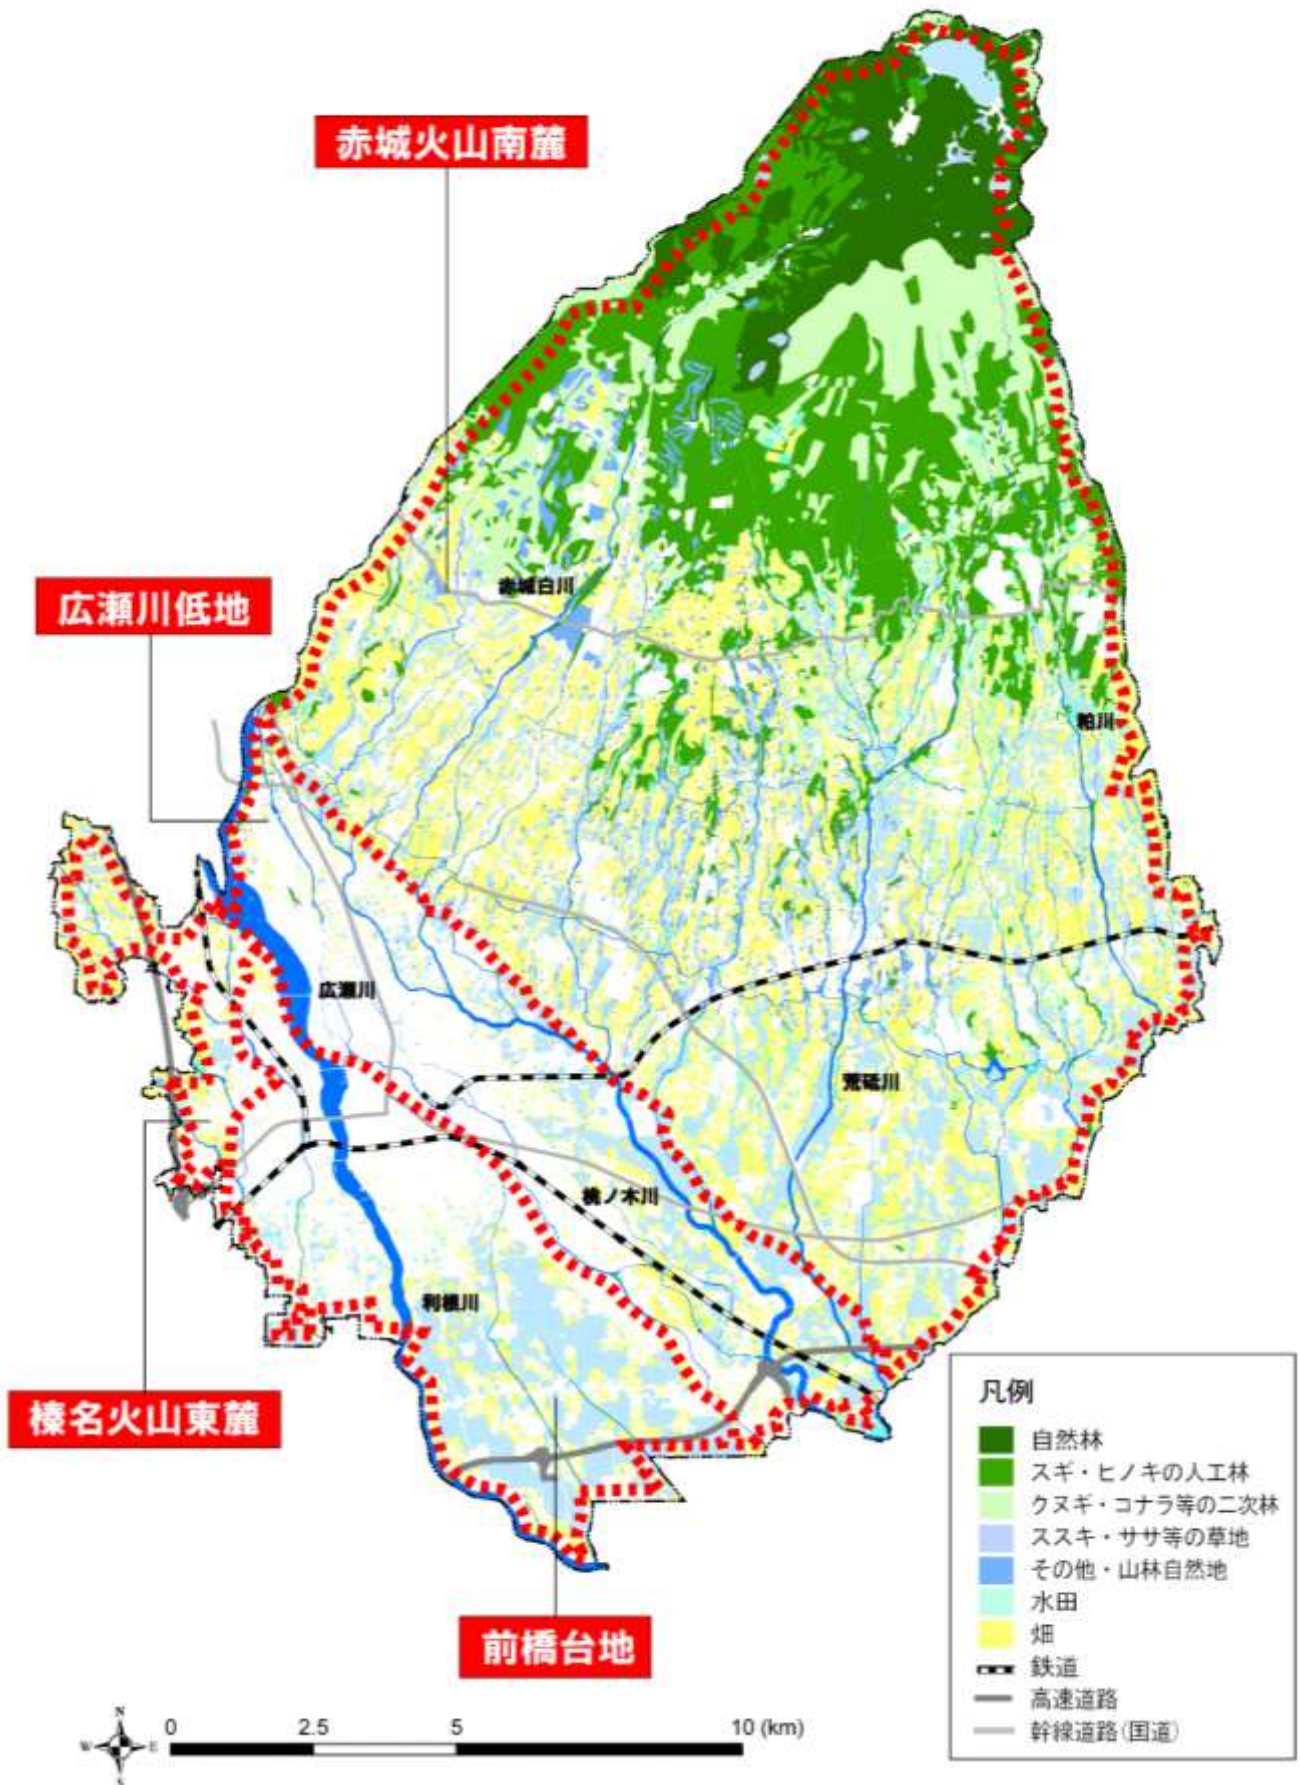 赤城火山南麓
赤城白川
広瀬川低地
粕川
広瀬川
荒砥川
桃ノ木川
利根川
榛名火山東麓
前橋台地
凡例
自然林
スギ・ヒノキの人工林
クヌギ・コナラ等の二次林
ススキ・ササ等の草地
その他・山林自然地
水田
畑
鉄道
高速道路
幹線道路(国道)
N
W E
S
0 2.5 5 10 (km)